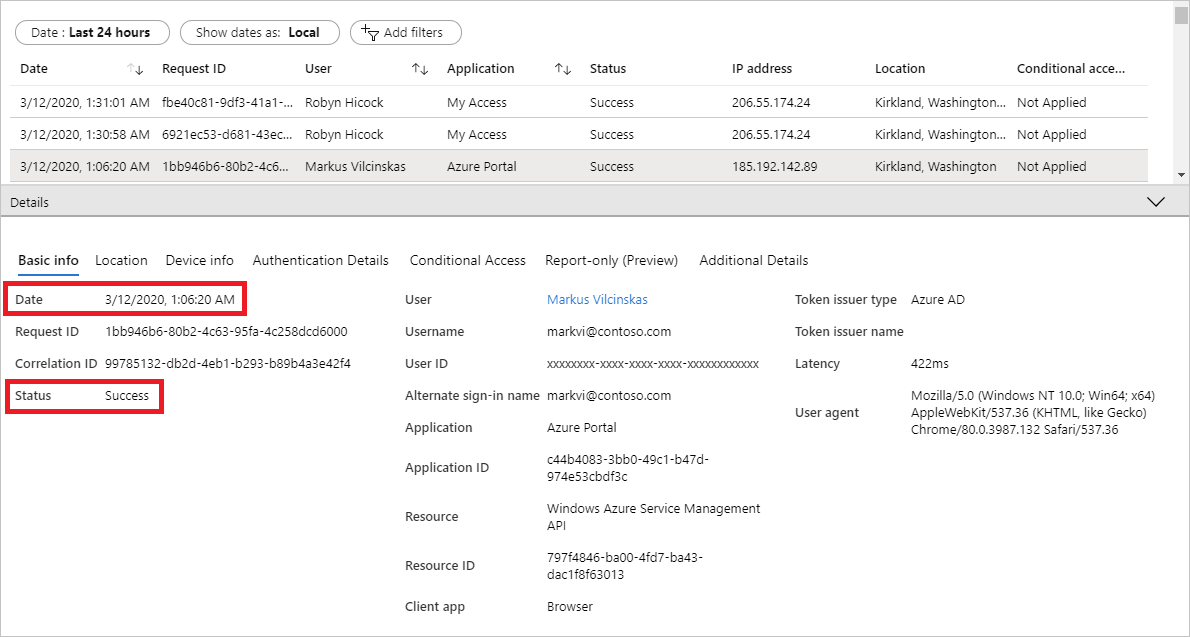 Date : Last 24 hours Show dates as: Local Add filters
Date Request ID User Application Status IP address Location Conditional acce...
3/12/2020, 1:31:01 AM fbe40c81-9df3-41a1-... Robyn Hicock My Access Success 206.55.174.24 Kirkland, Washington... Not Applied
3/12/2020, 1:30:58 AM 6921ec53-d681-43ec... Robyn Hicock My Access Success 206.55.174.24 Kirkland, Washington... Not Applied
3/12/2020, 1:06:20 AM 1bb946b6-80b2-4c6... Markus Vilcinskas Azure Portal Success 185.192.142.89 Kirkland, Washington Not Applied
Details
Basic info Location Device info Authentication Details Conditional Access Report-only (Preview) Additional Details
Date 3/12/2020, 1:06:20 AM
Request ID 1bb946b6-80b2-4c63-95fa-4c258dcd6000
Correlation ID 99785132-db2d-4eb1-b293-b89b4a3e42f4
Status Success
User Markus Vilcinskas
Username markvi@contoso.com
User ID xxxxxxxx-xxxx-xxxx-xxxx-xxxxxxxxxxxx
Alternate sign-in name markvi@contoso.com
Application Azure Portal
Application ID c44b4083-3bb0-49c1-b47d-
974e53cbdf3c
Resource Windows Azure Service Management
API
Resource ID 797f4846-ba00-4fd7-ba43-
dac1f8f63013
Client app Browser
Token issuer type Azure AD
Token issuer name
Latency 422ms
User agent Mozilla/5.0 (Windows NT 10.0; Win64; x64)
AppleWebKit/537.36 (KHTML, like Gecko)
Chrome/80.0.3987.132 Safari/537.36